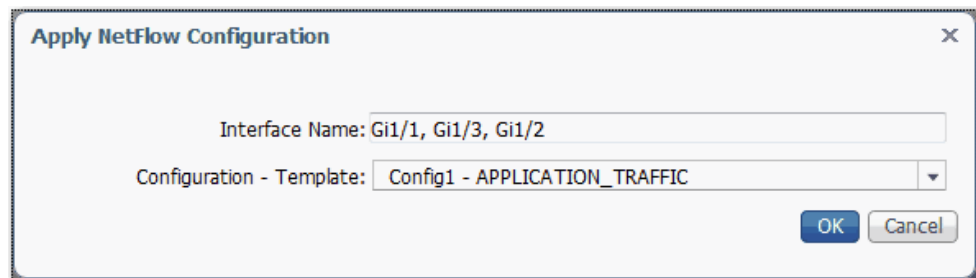 Apply NetFlow Configuration
Interface Name: Gi1/1, Gi1/3, Gi1/2
Configuration - Template: Config1 - APPLICATION_TRAFFIC
OK Cancel